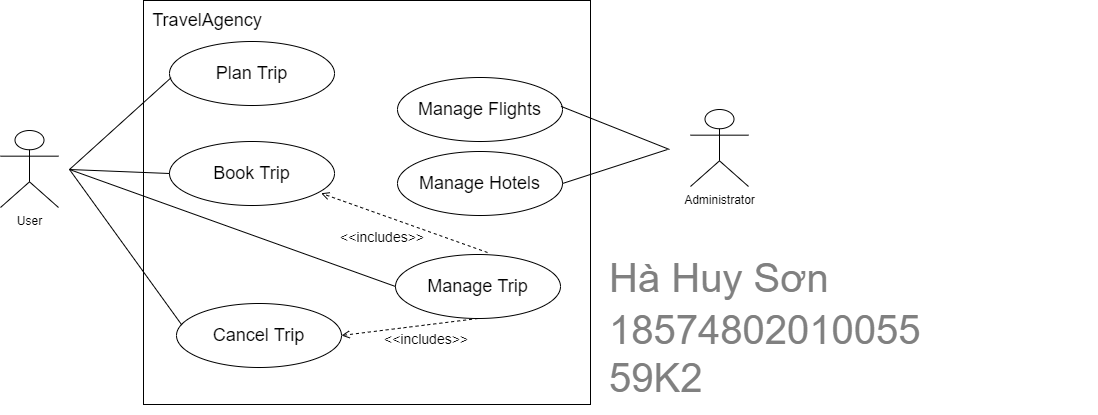 TravelAgency
Plan Trip
Manage Flights
Book Trip
Manage Hotels
User
Administrator
<<includes>>
Manage Trip
Cancel Trip
<<includes>>
Hà Huy Sơn
18574802010055
59K2